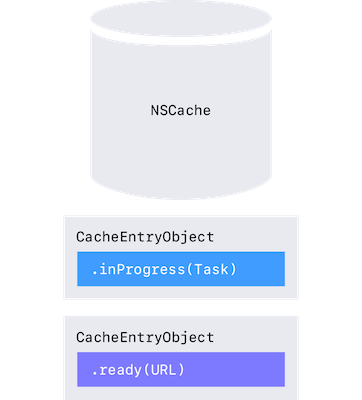 NSCache
CacheEntryObject
.inProgress(Task)
CacheEntryObject
.ready(URL)